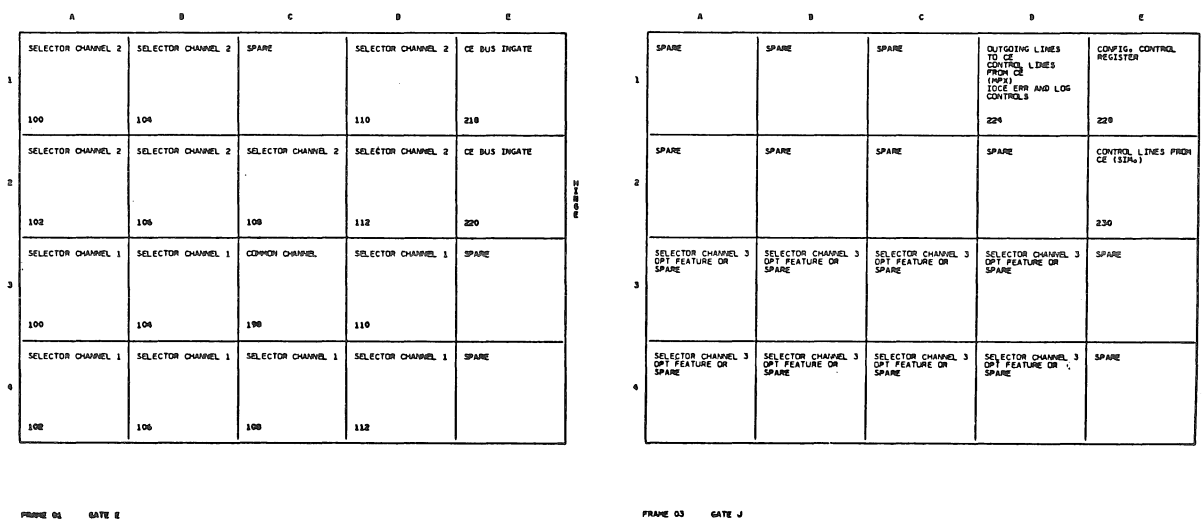 A B C D E
1
SELECTOR CHANNEL 2
100
SELECTOR CHANNEL 2
104
SPARE
SELECTOR CHANNEL 2
110
CE BUS INGATE
218
2
SELECTOR CHANNEL 2
102
SELECTOR CHANNEL 2
106
SELECTOR CHANNEL 2
108
SELECTOR CHANNEL 2
112
CE BUS INGATE
220
HINGE
3
SELECTOR CHANNEL 1
100
SELECTOR CHANNEL 1
104
COMMON CHANNEL
198
SELECTOR CHANNEL 1
110
SPARE
4
SELECTOR CHANNEL 1
102
SELECTOR CHANNEL 1
106
SELECTOR CHANNEL 1
108
SELECTOR CHANNEL 1
112
SPARE
FRAME 01 GATE E
A B C D E
1
SPARE
SPARE
SPARE
OUTGOING LINES
TO CE
CONTROL LINES
FROM CE
(MPX)
IOCE ERR AND LOG
CONTROLS
224
CONFIG. CONTROL
REGISTER
228
2
SPARE
SPARE
SPARE
SPARE
CONTROL LINES FROM
CE (SIM.)
230
3
SELECTOR CHANNEL 3
OPT FEATURE OR
SPARE
SELECTOR CHANNEL 3
OPT FEATURE OR
SPARE
SELECTOR CHANNEL 3
OPT FEATURE OR
SPARE
SELECTOR CHANNEL 3
OPT FEATURE OR
SPARE
SPARE
4
SELECTOR CHANNEL 3
OPT FEATURE OR
SPARE
SELECTOR CHANNEL 3
OPT FEATURE OR
SPARE
SELECTOR CHANNEL 3
OPT FEATURE OR
SPARE
SELECTOR CHANNEL 3
OPT FEATURE OR
SPARE
SPARE
FRAME 03 GATE J